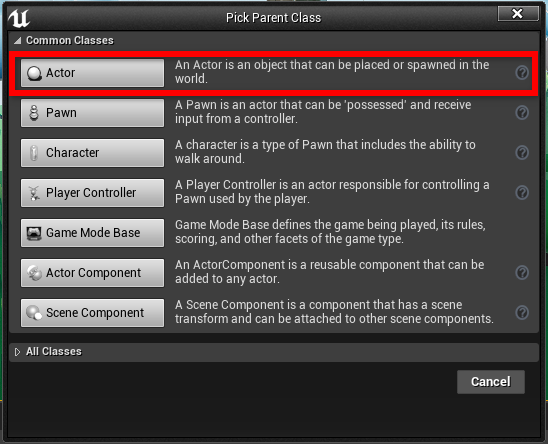 Pick Parent Class
Common Classes
Actor
An Actor is an object that can be placed or spawned in the
world.
Pawn
A Pawn is an actor that can be 'possessed' and receive
input from a controller.
Character
A character is a type of Pawn that includes the ability to
walk around.
Player Controller
A Player Controller is an actor responsible for controlling a
Pawn used by the player.
Game Mode Base
Game Mode Base defines the game being played, its rules,
scoring, and other facets of the game type.
Actor Component
An ActorComponent is a reusable component that can be
added to any actor.
Scene Component
A Scene Component is a component that has a scene
transform and can be attached to other scene components.
All Classes
Cancel